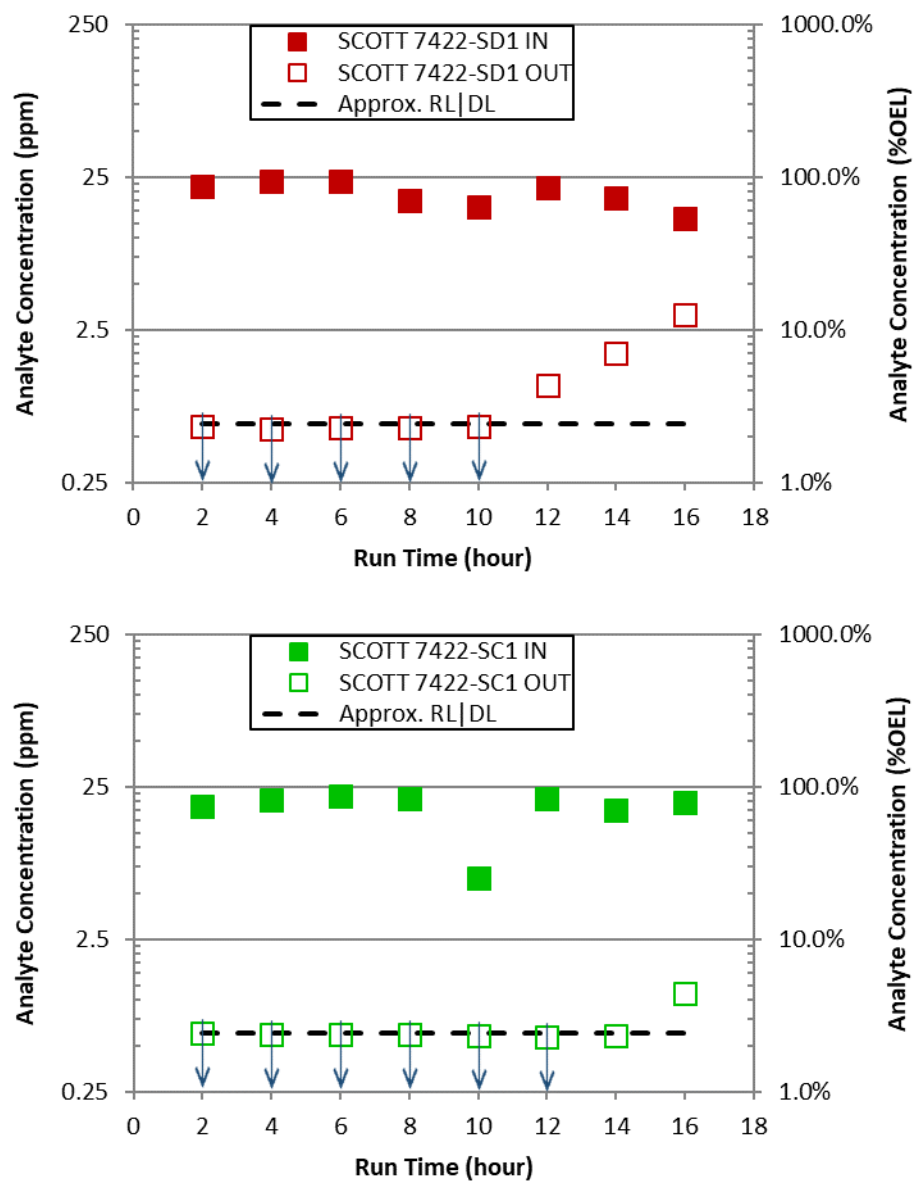 250
1000.0%
SCOTT 7422-SD1 IN
SCOTT 7422-SD1 OUT
Approx. RL|DL
25
100.0%
2.5
10.0%
0.25
1.0%
Analyte Concentration (ppm)
Analyte Concentration (%OEL)
0 2 4 6 8 10 12 14 16 18
Run Time (hour)
250
1000.0%
SCOTT 7422-SC1 IN
SCOTT 7422-SC1 OUT
Approx. RL|DL
25
100.0%
2.5
10.0%
0.25
1.0%
Analyte Concentration (ppm)
Analyte Concentration (%OEL)
0 2 4 6 8 10 12 14 16 18
Run Time (hour)